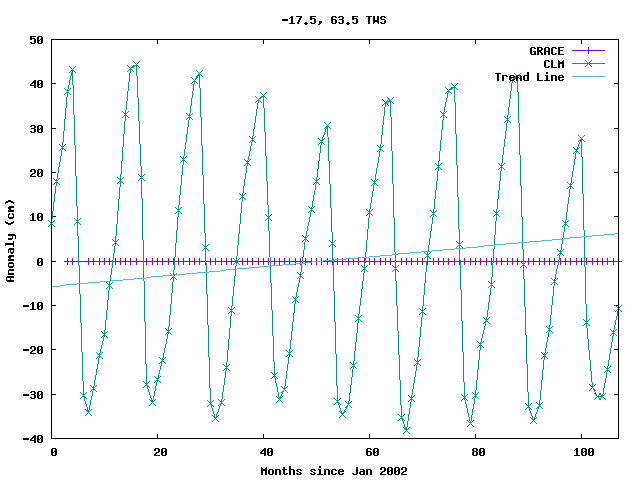 -17.5, 63.5 TWS
GRACE
CLM
Trend Line
50
40
30
20
10
0
-10
-20
-30
-40
Anomaly (cm)
0 20 40 60 80 100
Months since Jan 2002